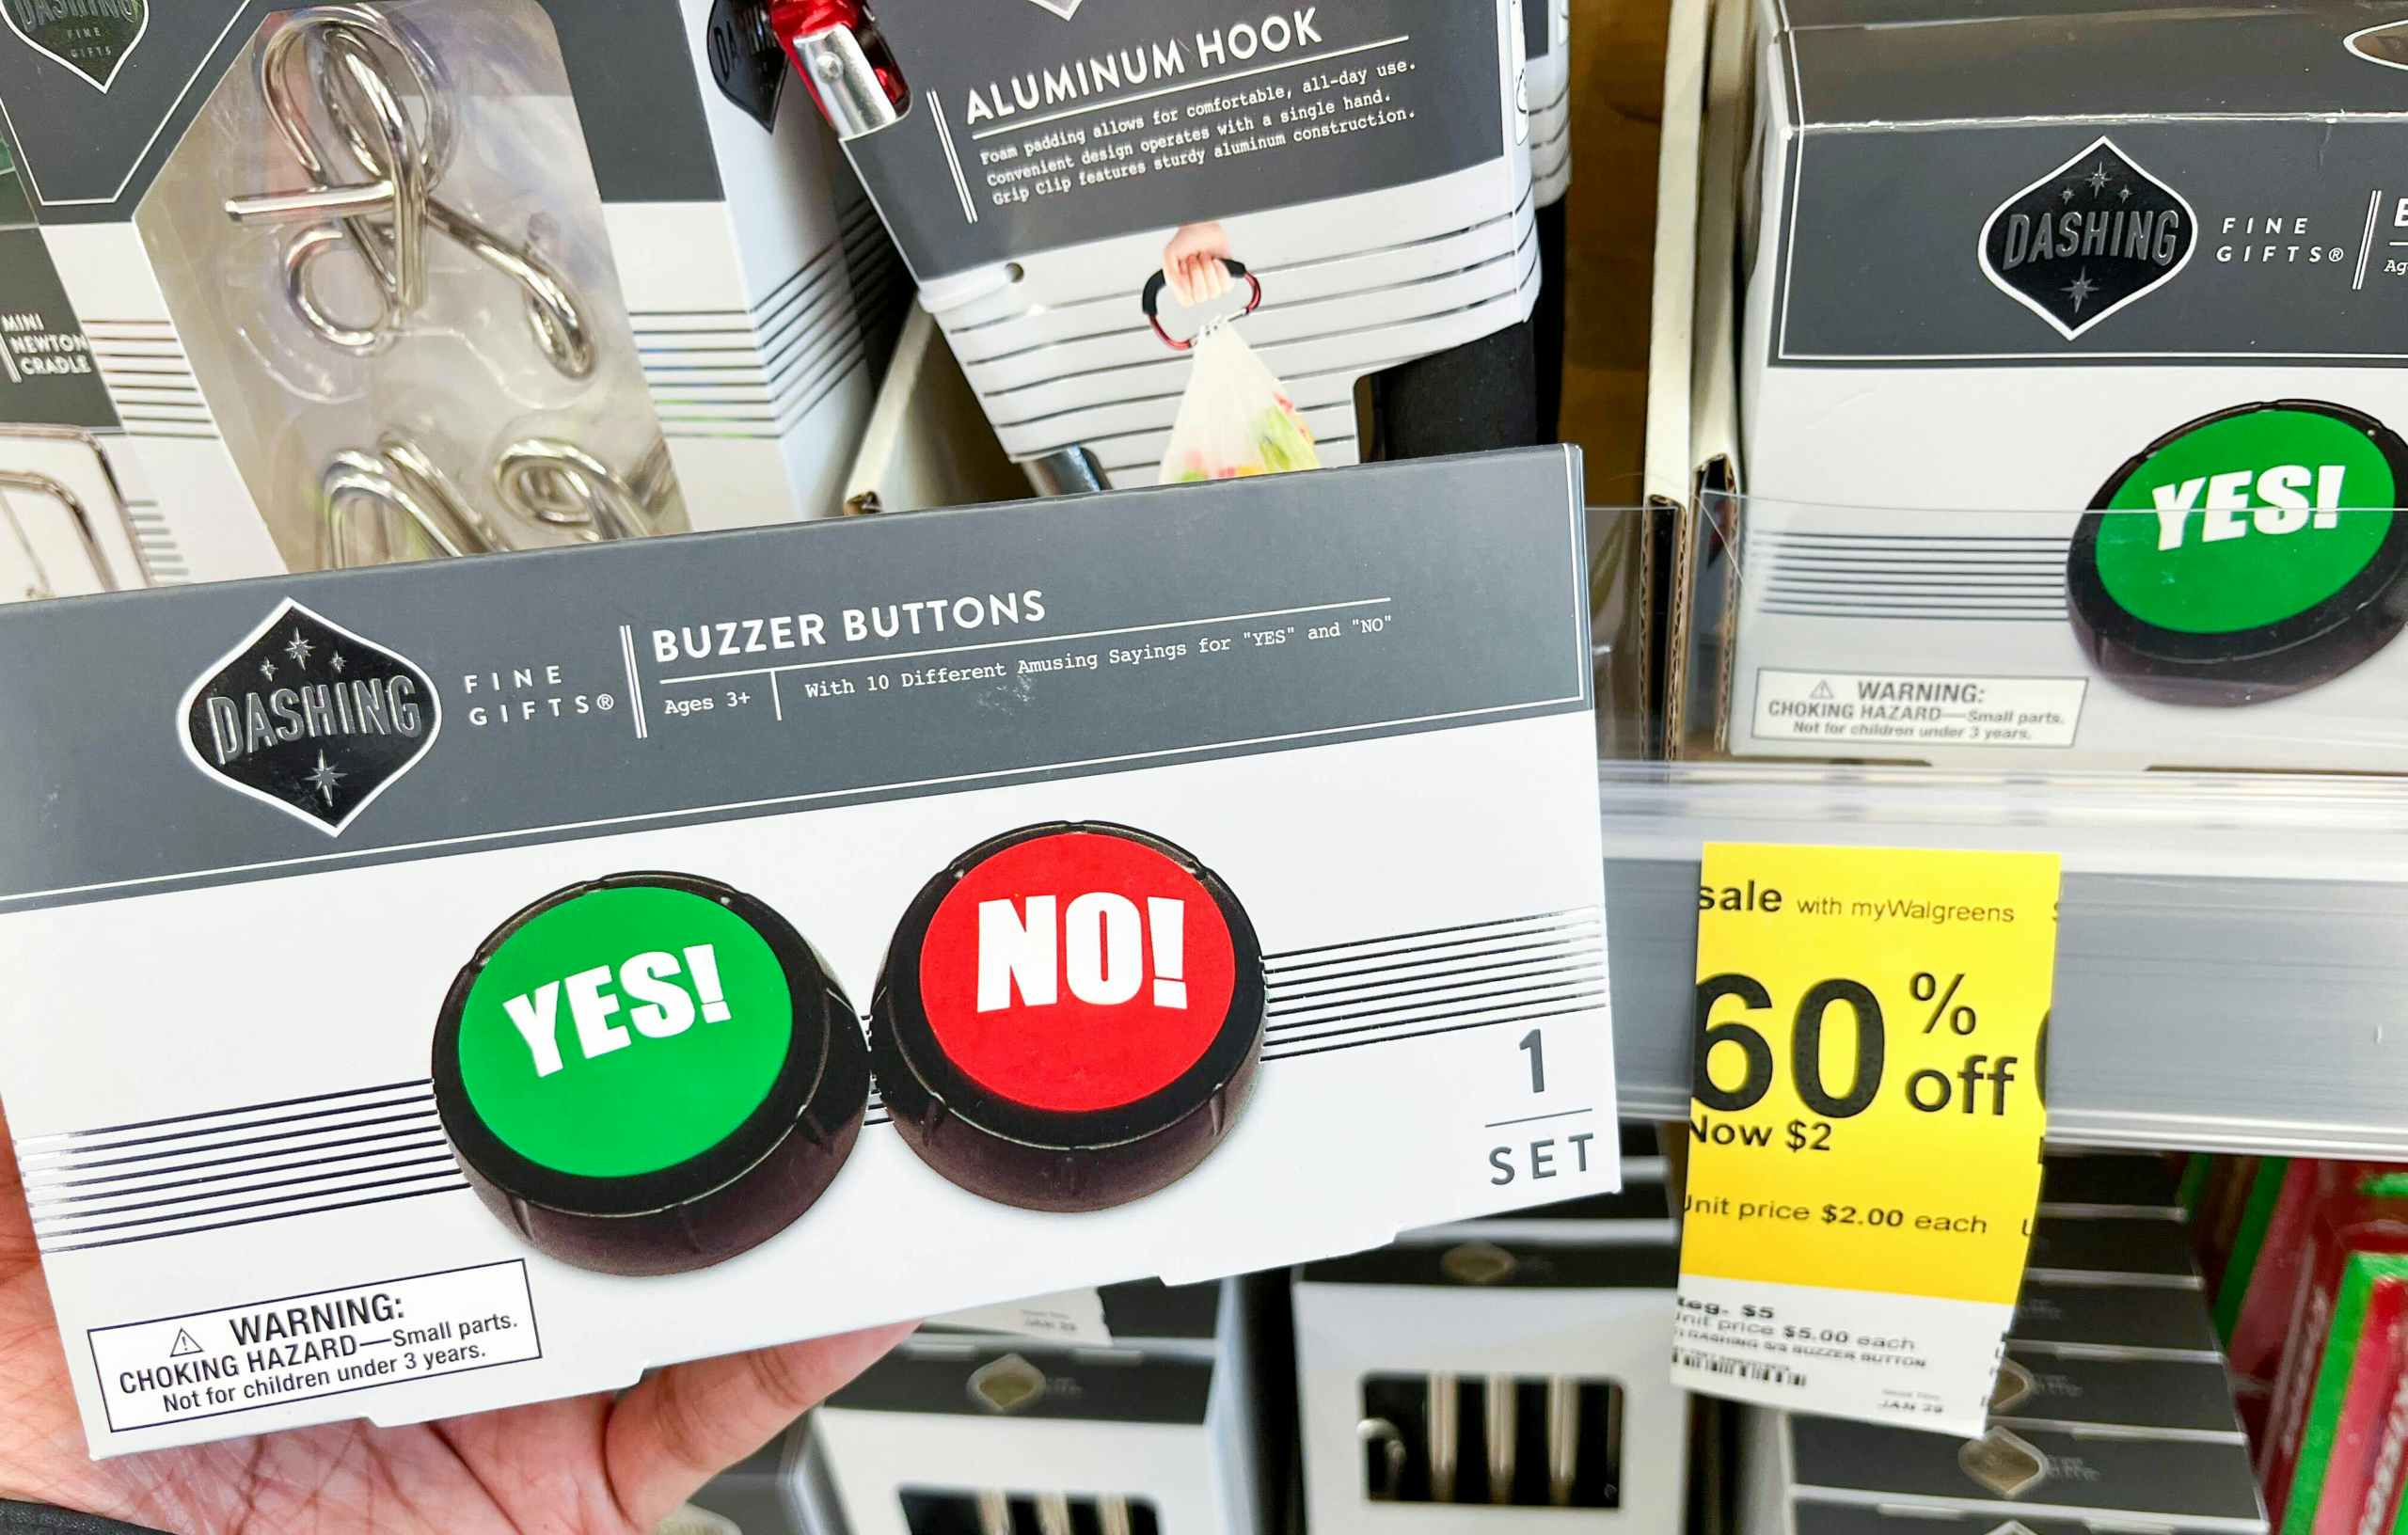 DASHING
FINE
GIFTS
MINI
NEWTON
CRADLE
ALUMINUM HOOK
Foam padding allows for comfortable, all-day use.
Convenient design operates with a single hand.
Grip Clip features sturdy aluminum construction.
DASHING
FINE
GIFTS®
YES!
WARNING:
CHOKING HAZARD—Small parts.
Not for children under 3 years.
DASHING
FINE
GIFTS®
BUZZER BUTTONS
Ages 3+
With 10 Different Amusing Sayings for "YES" and "NO"
YES!
NO!
1
SET
WARNING:
CHOKING HAZARD—Small parts.
Not for children under 3 years.
sale with myWalgreens
60% off
Now $2
Unit price $2.00 each
Reg. $5
Unit price $5.00 each
DASHING
BUZZER BUTTON
JAN 29